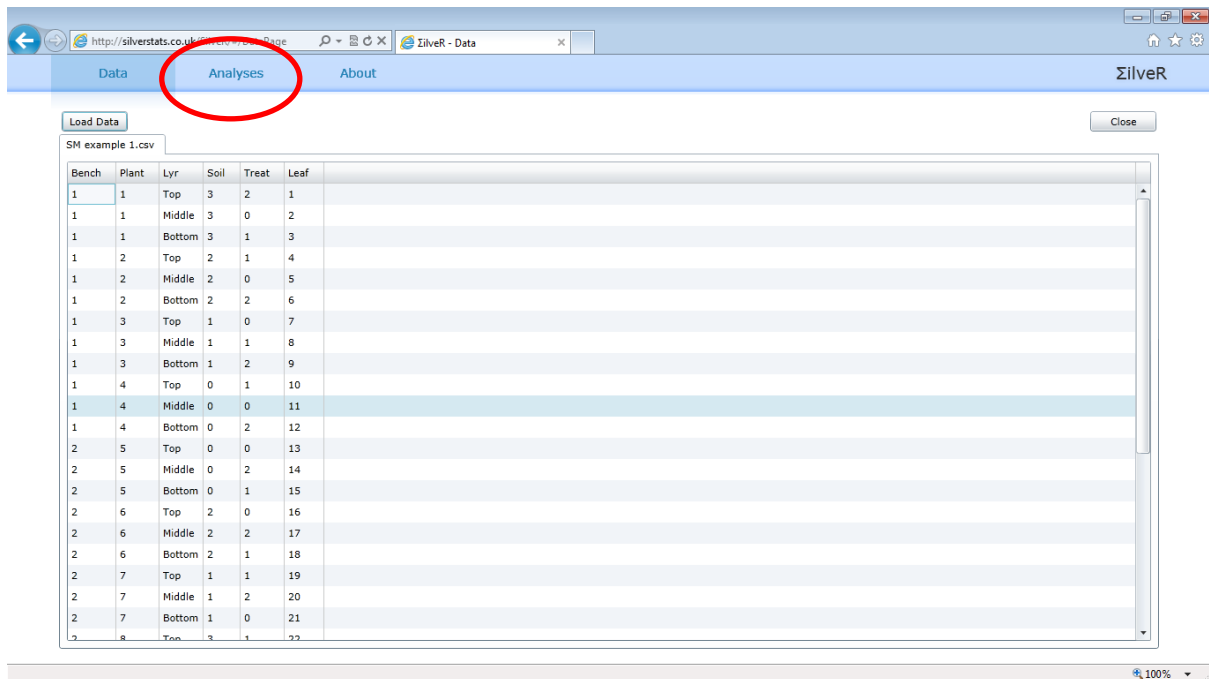 http://silverstats.co.uk ΣilveR - Data
Data Analyses About ΣilveR
Load Data Close
SM example 1.csv
Bench Plant Lyr Soil Treat Leaf
1 1 Top 3 2 1
1 1 Middle 3 0 2
1 1 Bottom 3 1 3
1 2 Top 2 1 4
1 2 Middle 2 0 5
1 2 Bottom 2 2 6
1 3 Top 1 0 7
1 3 Middle 1 1 8
1 3 Bottom 1 2 9
1 4 Top 0 1 10
1 4 Middle 0 0 11
1 4 Bottom 0 2 12
2 5 Top 0 0 13
2 5 Middle 0 2 14
2 5 Bottom 0 1 15
2 6 Top 2 0 16
2 6 Middle 2 2 17
2 6 Bottom 2 1 18
2 7 Top 1 1 19
2 7 Middle 1 2 20
2 7 Bottom 1 0 21
2 8 Top 3 1 22
100%